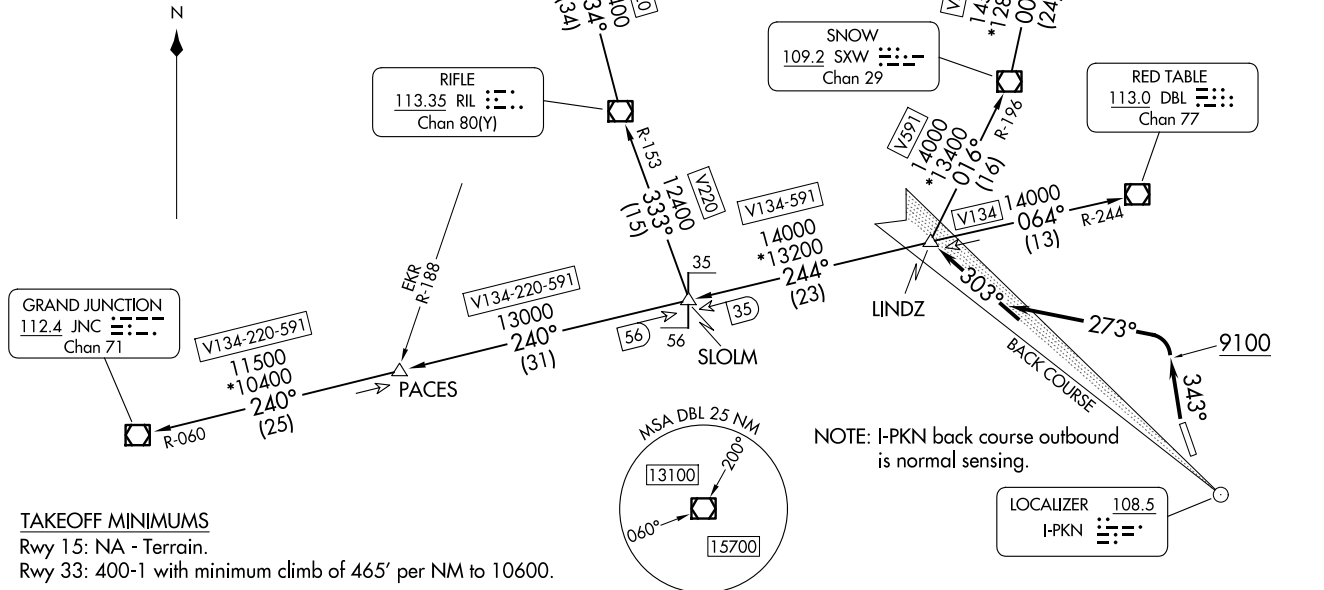 N
400
34°
(34)
*128
(24)
RIFLE
113.35 RIL
Chan 80(Y)
SNOW
109.2 SXW
Chan 29
RED TABLE
113.0 DBL
Chan 77
R-153
V220
12400
333°
(15)
V591
14000
*13400
016°
(16)
R-196
V134
14000
064°
(13)
R-244
V134-591
14000
*13200
244°
(23)
LINDZ
EKR
R-188
V134-220-591
13000
240°
(31)
35
35
56
56
SLOLM
GRAND JUNCTION
112.4 JNC
Chan 71
V134-220-591
11500
*10400
240°
(25)
R-060
PACES
303°
273°
BACK COURSE
9100
343°
MSA DBL 25 NM
200°
13100
060°
15700
NOTE: I-PKN back course outbound
is normal sensing.
LOCALIZER 108.5
I-PKN
TAKEOFF MINIMUMS
Rwy 15: NA - Terrain.
Rwy 33: 400-1 with minimum climb of 465' per NM to 10600.